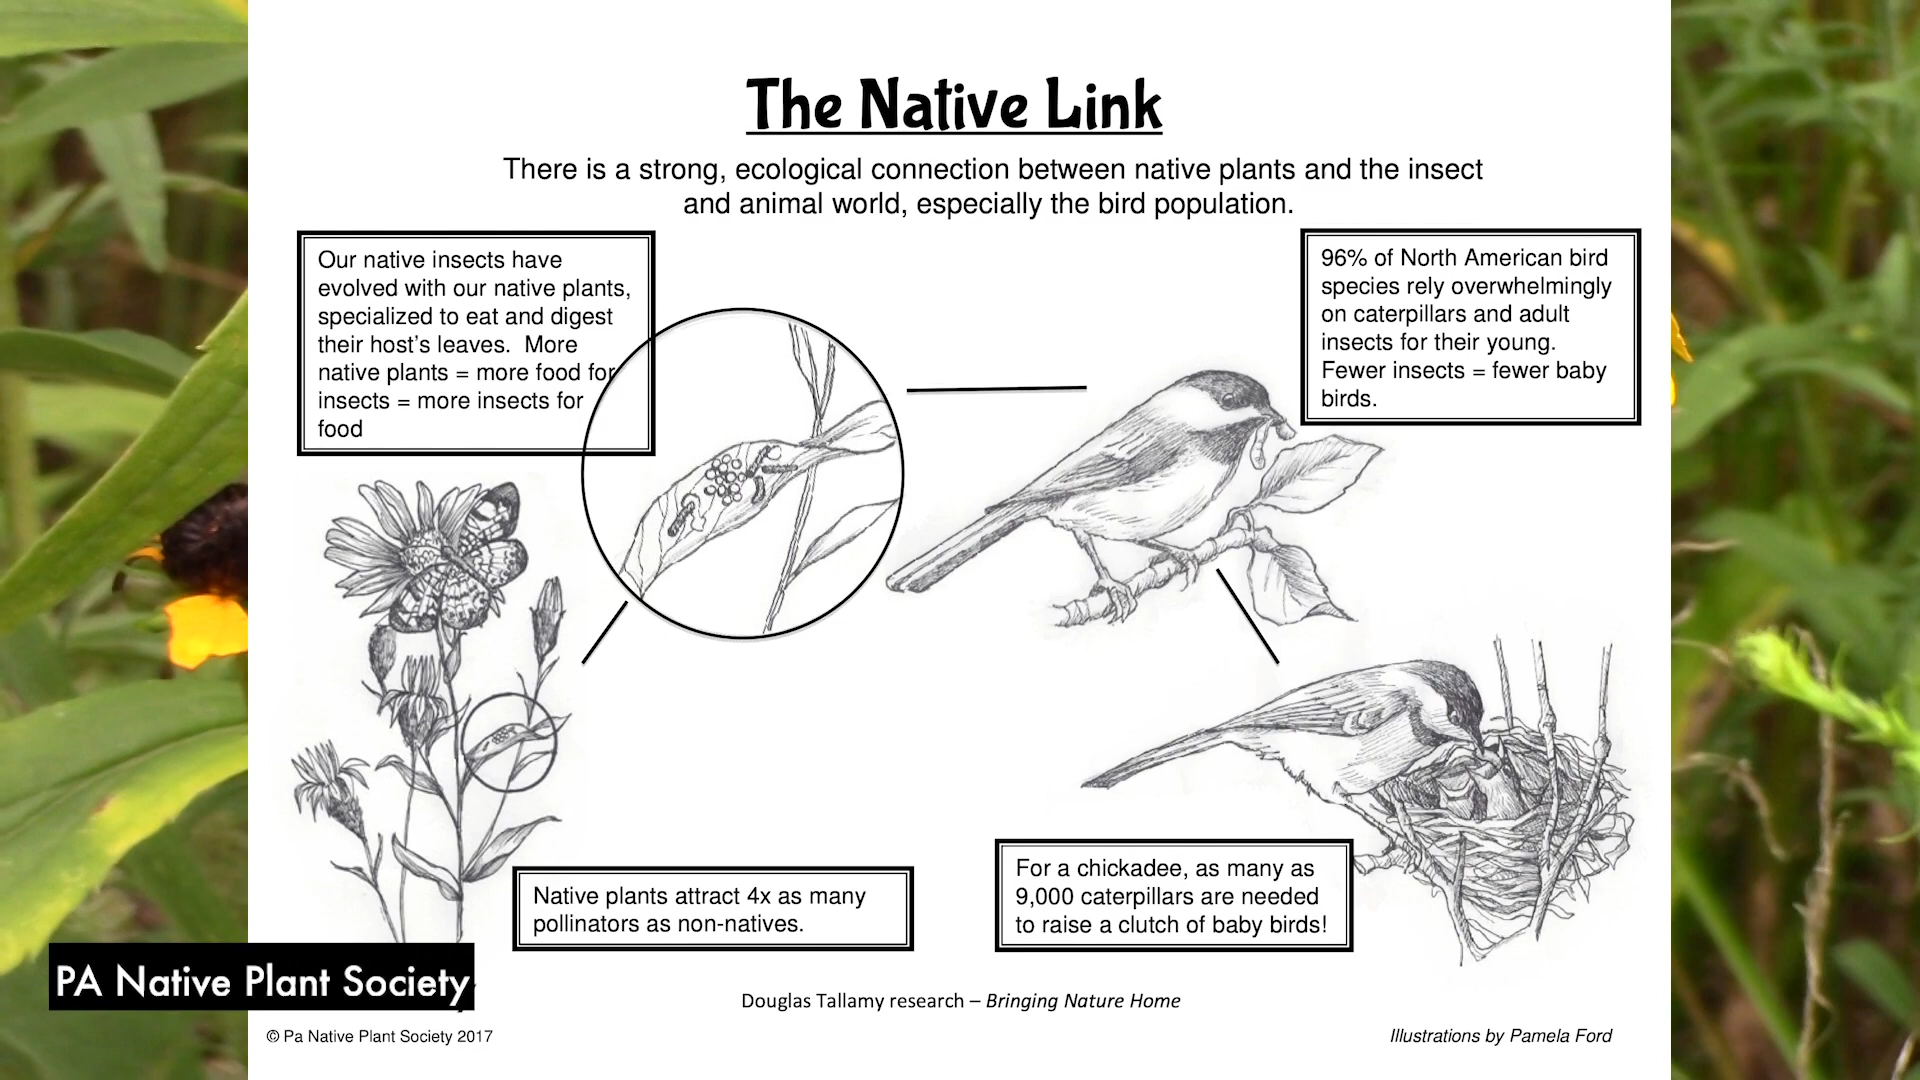 The Native Link
There is a strong, ecological connection between native plants and the insect
and animal world, especially the bird population.
Our native insects have
evolved with our native plants,
specialized to eat and digest
their host’s leaves.  More
native plants = more food for
insects = more insects for
food
96% of North American bird
species rely overwhelmingly
on caterpillars and adult
insects for their young.
Fewer insects = fewer baby
birds.
Native plants attract 4x as many
pollinators as non-natives.
For a chickadee, as many as
9,000 caterpillars are needed
to raise a clutch of baby birds!
PA Native Plant Society
Douglas Tallamy research – Bringing Nature Home
© Pa Native Plant Society 2017
Illustrations by Pamela Ford